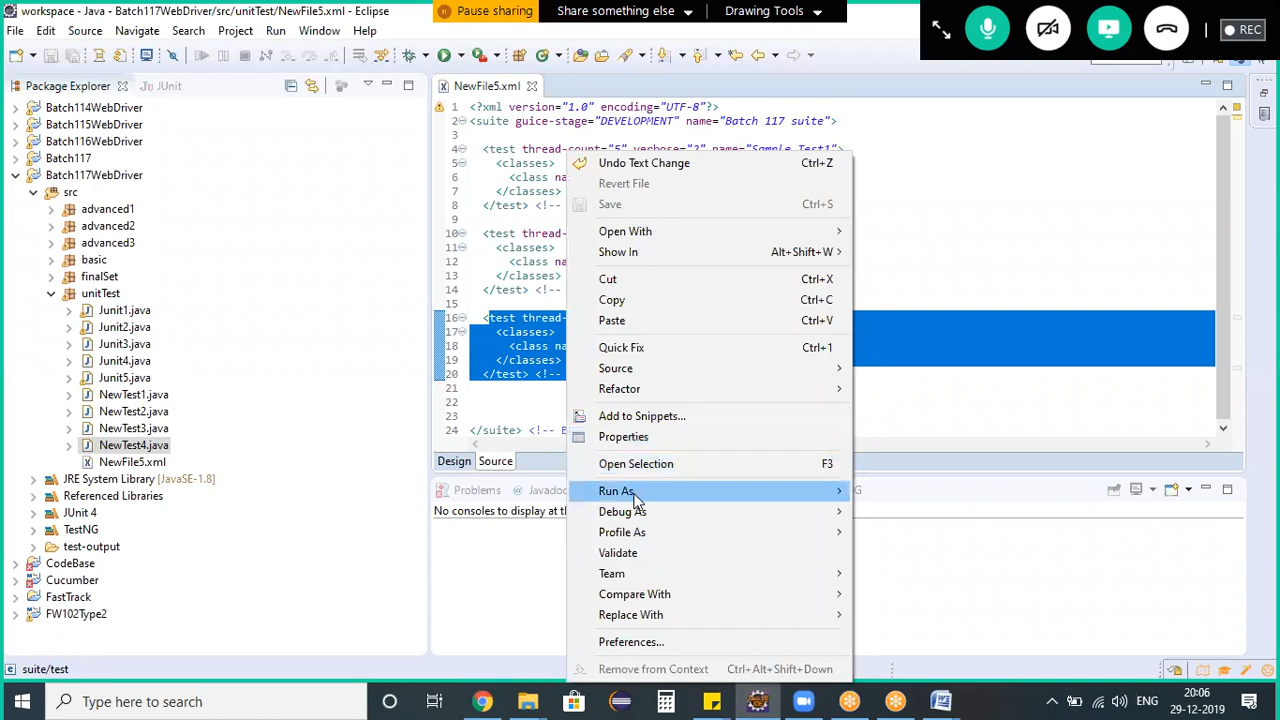 workspace - Java - Batch117WebDriver/src/unitTest/NewFile5.xml - Eclipse
Pause sharing
Share something else
Drawing Tools
REC
File Edit Source Navigate Search Project Run Window Help
Package Explorer
JUnit
Batch114WebDriver
Batch115WebDriver
Batch116WebDriver
Batch117
Batch117WebDriver
src
advanced1
advanced2
advanced3
basic
finalSet
unitTest
Junit1.java
Junit2.java
Junit3.java
Junit4.java
Junit5.java
NewTest1.java
NewTest2.java
NewTest3.java
NewTest4.java
NewFile5.xml
JRE System Library [JavaSE-1.8]
Referenced Libraries
JUnit 4
TestNG
test-output
CodeBase
Cucumber
FastTrack
FW102Type2
NewFile5.xml
1 <?xml version="1.0" encoding="UTF-8"?>
2 <suite guice-stage="DEVELOPMENT" name="Batch 117 suite">
3
4 <test thread-count="5" verbose="2" name="Sample Test1">
5 <classes>
6 <class na
7 </classes>
8 </test> <!--
9
10 <test thread-
11 <classes>
12 <class na
13 </classes>
14 </test> <!--
15
16 <test thread-
17 <classes>
18 <class na
19 </classes>
20 </test> <!--
21
22
23
24 </suite> <!--
Design Source
Problems
Javadoc
No consoles to display at th
Undo Text Change Ctrl+Z
Revert File
Save Ctrl+S
Open With
Show In Alt+Shift+W
Cut Ctrl+X
Copy Ctrl+C
Paste Ctrl+V
Quick Fix Ctrl+1
Source
Refactor
Add to Snippets...
Properties
Open Selection F3
Run As
Debug As
Profile As
Validate
Team
Compare With
Replace With
Preferences...
Remove from Context Ctrl+Alt+Shift+Down
suite/test
Type here to search
ENG
20:06
29-12-2019